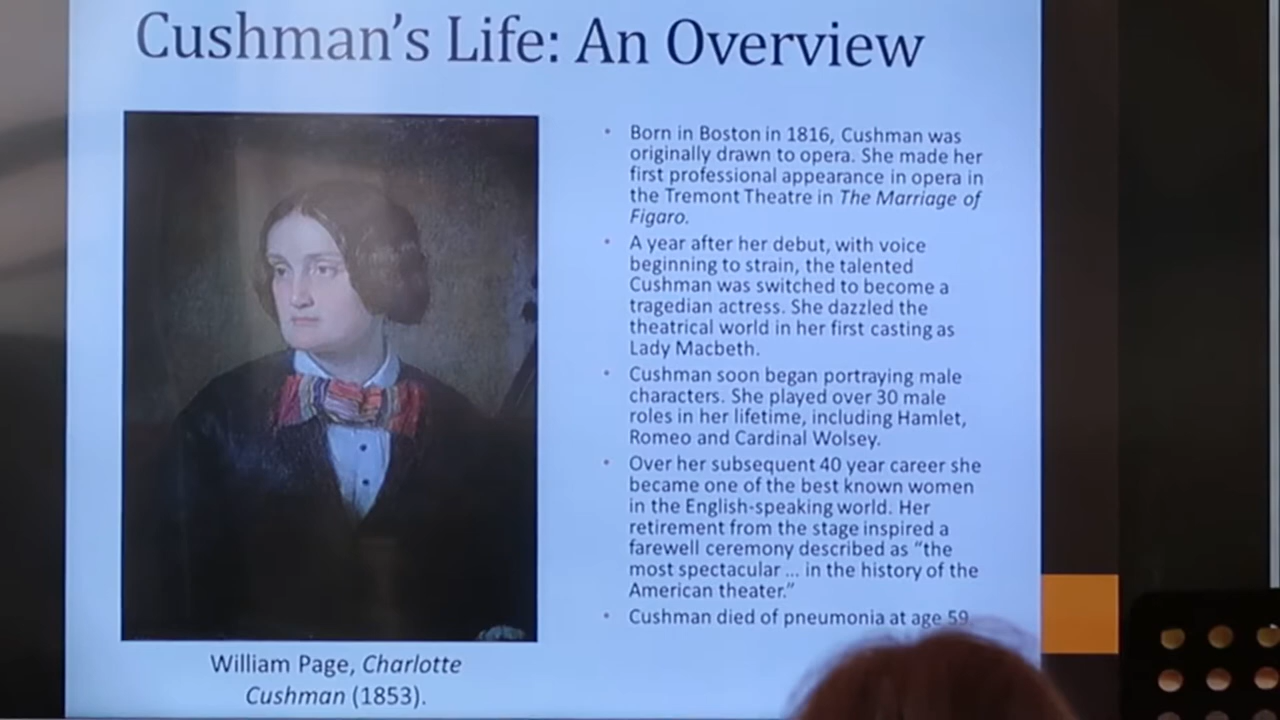 Cushman's Life: An Overview
• Born in Boston in 1816, Cushman was
originally drawn to opera. She made her
first professional appearance in opera in
the Tremont Theatre in The Marriage of
Figaro.
• A year after her debut, with voice
beginning to strain, the talented
Cushman was switched to become a
tragedian actress. She dazzled the
theatrical world in her first casting as
Lady Macbeth.
• Cushman soon began portraying male
characters. She played over 30 male
roles in her lifetime, including Hamlet,
Romeo and Cardinal Wolsey.
• Over her subsequent 40 year career she
became one of the best known women
in the English-speaking world. Her
retirement from the stage inspired a
farewell ceremony described as “the
most spectacular ... in the history of the
American theater.”
• Cushman died of pneumonia at age 59.
William Page, Charlotte
Cushman (1853).